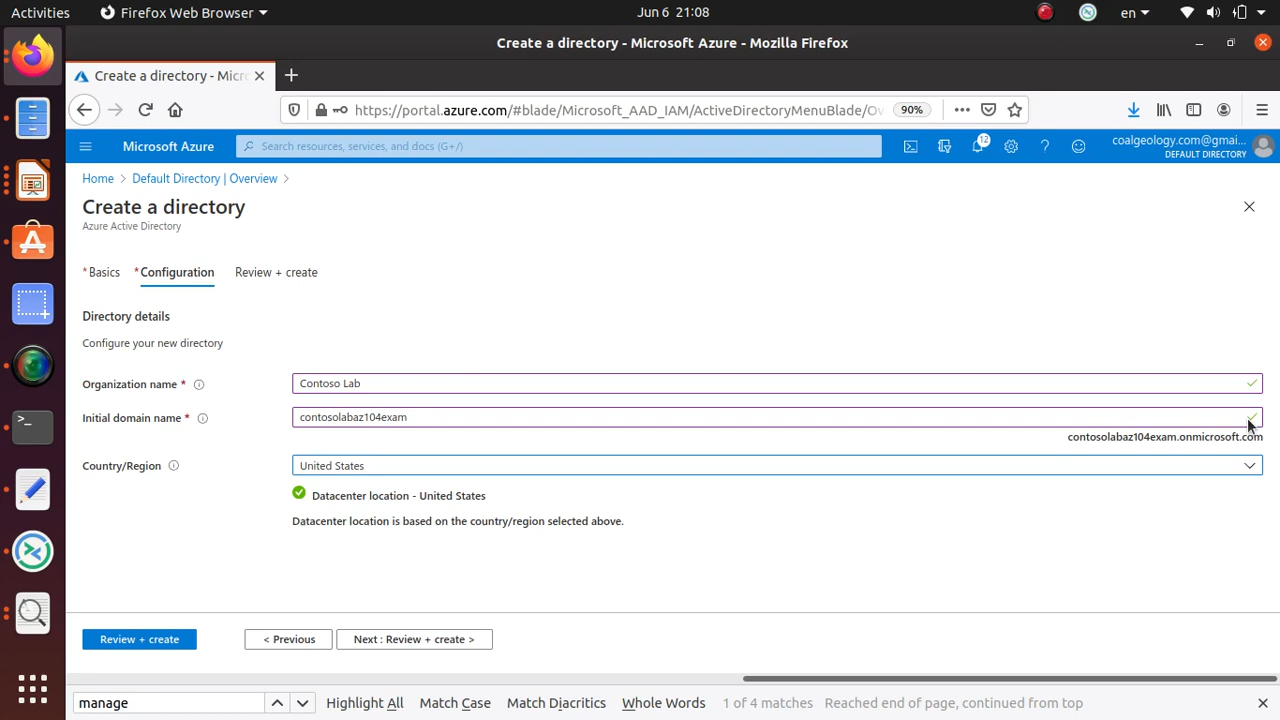 Activities
Firefox Web Browser
Jun 6 21:08
en
Create a directory - Microsoft Azure - Mozilla Firefox
Create a directory - Micr
https://portal.azure.com/#blade/Microsoft_AAD_IAM/ActiveDirectoryMenuBlade/Ov
90%
Microsoft Azure
Search resources, services, and docs (G+/)
12
coalgeology.com@gmai...
DEFAULT DIRECTORY
Home > Default Directory | Overview >
Create a directory
Azure Active Directory
* Basics * Configuration Review + create
Directory details
Configure your new directory
Organization name *
Contoso Lab
Initial domain name *
contosolabaz104exam
contosolabaz104exam.onmicrosoft.com
Country/Region
United States
Datacenter location - United States
Datacenter location is based on the country/region selected above.
Review + create
< Previous
Next : Review + create >
manage
Highlight All Match Case Match Diacritics Whole Words 1 of 4 matches Reached end of page, continued from top